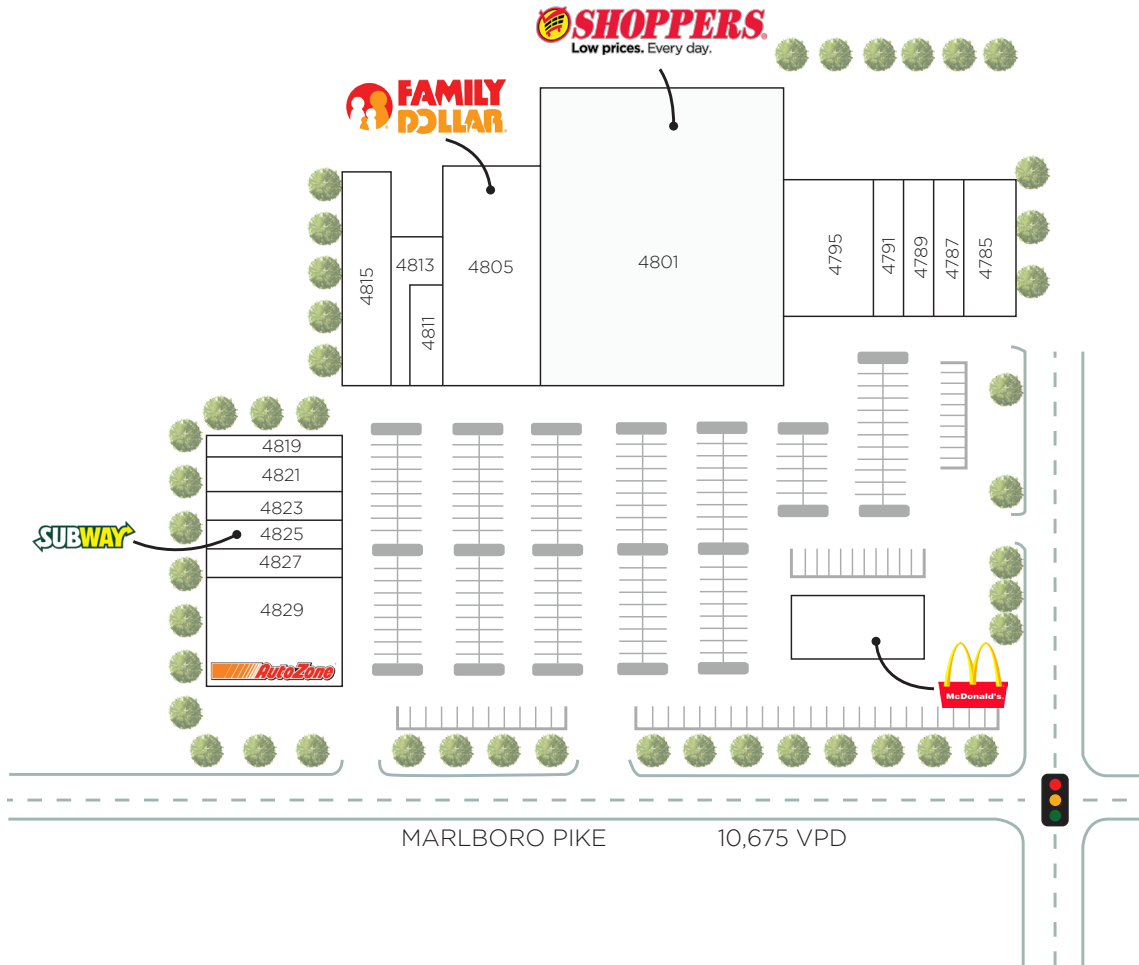 SHOPPERS®
Low prices. Every day.
FAMILY
DOLLAR®
4815
4813
4811
4805
4801
4795
4791
4789
4787
4785
4819
4821
4823
SUBWAY
4825
4827
4829
AutoZone
McDonald's
MARLBORO PIKE 10,675 VPD